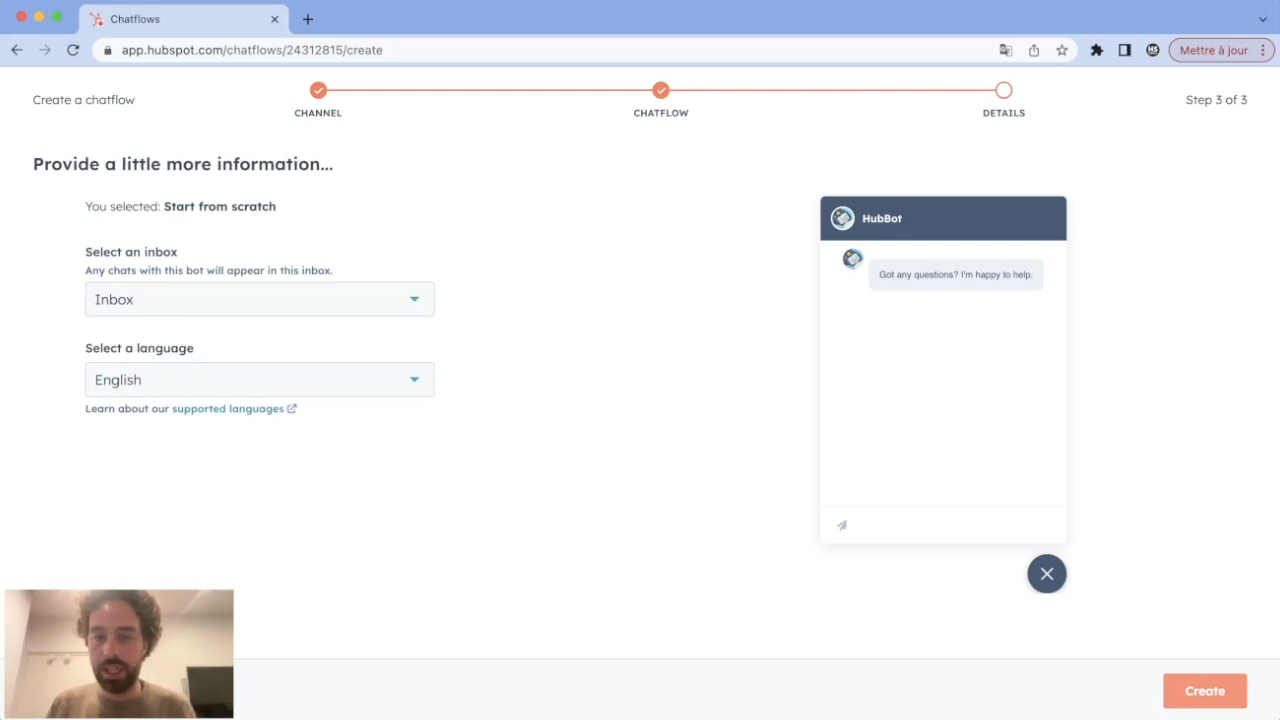 Chatflows
app.hubspot.com/chatflows/24312815/create
Mettre à jour
Create a chatflow
CHANNEL
CHATFLOW
DETAILS
Step 3 of 3
Provide a little more information...
You selected: Start from scratch
Select an inbox
Any chats with this bot will appear in this inbox.
Inbox
Select a language
English
Learn about our supported languages
HubBot
Got any questions? I'm happy to help.
Create